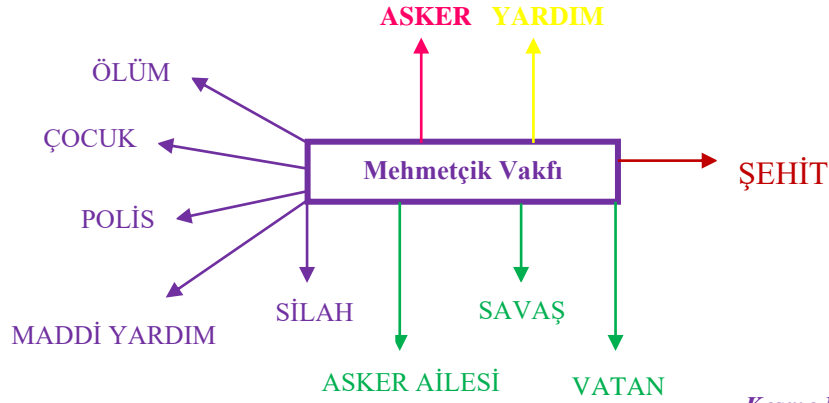 ASKER YARDIM
ÖLÜM
ÇOCUK
Mehmetçik Vakfı
ŞEHİT
POLİS
SİLAH
SAVAŞ
MADDİ YARDIM
ASKER AİLESİ
VATAN